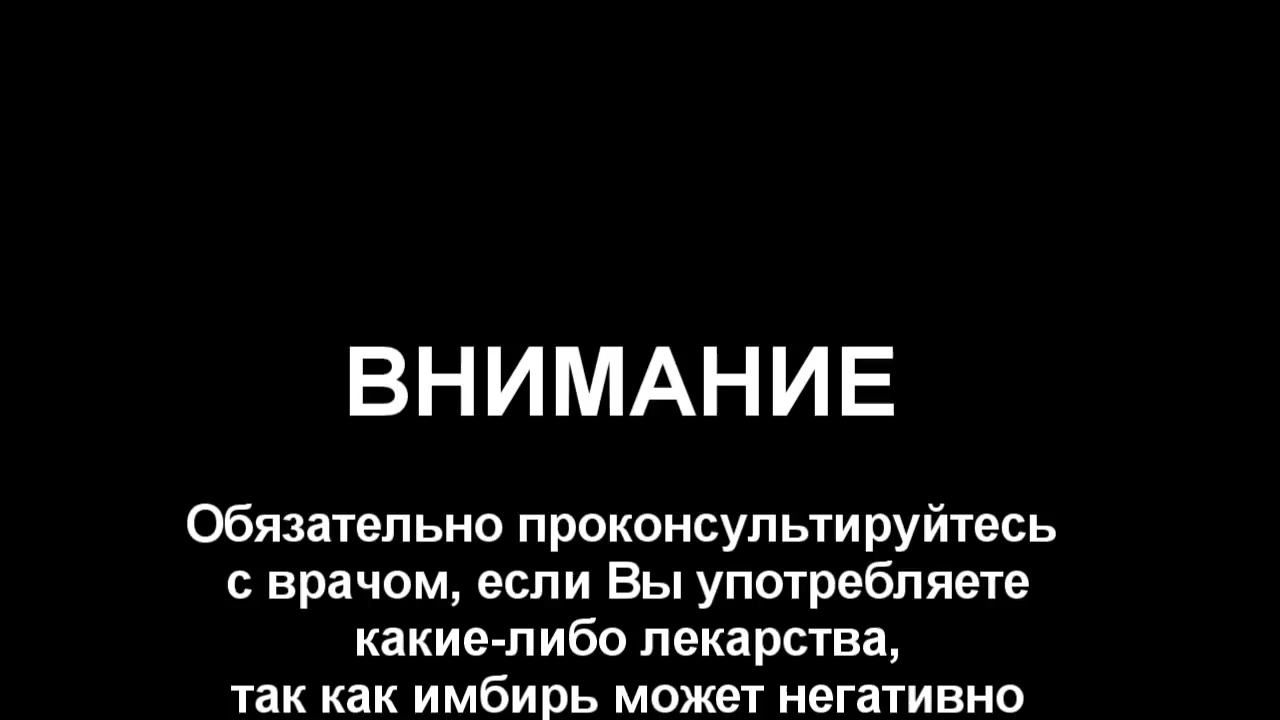 ВНИМАНИЕ
Обязательно проконсультируйтесь
с врачом, если Вы употребляете
какие-либо лекарства,
так как имбирь может негативно